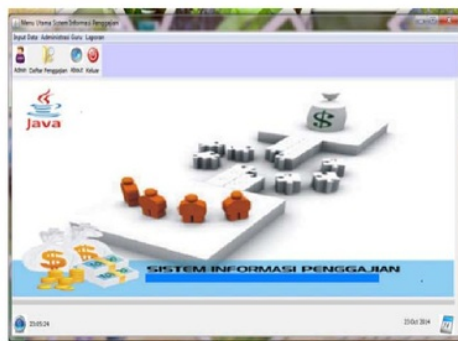 Menu Utama Sistem Informasi Penggajian
Input Data Administrasi Guru Laporan
Admin Daftar Penggajian About Keluar
Java
$
$ $
$
SISTEM INFORMASI PENGGAJIAN
23:05:24
23 Oct 2014